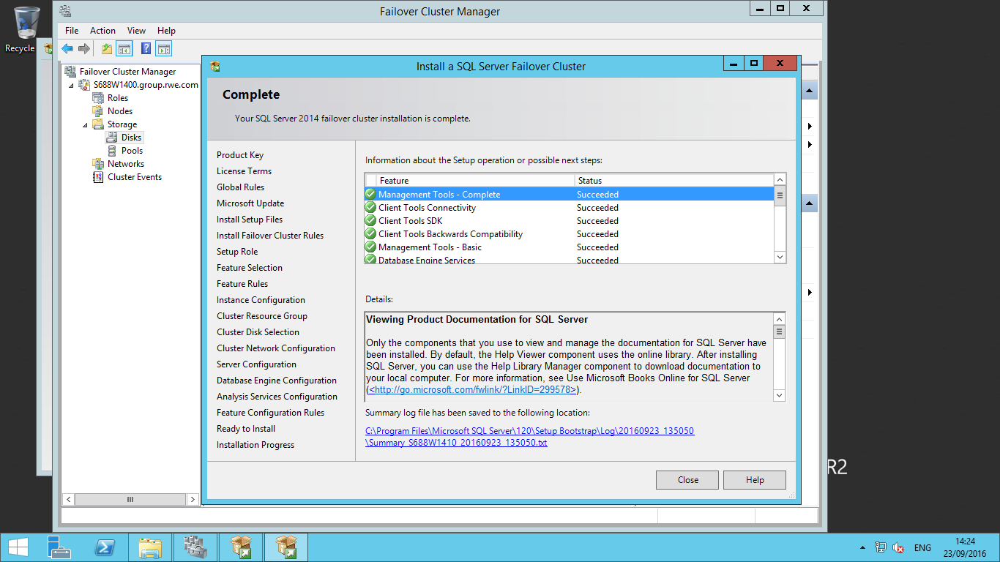 Recycle
Failover Cluster Manager
File Action View Help
Failover Cluster Manager
S688W1400.group.rwe.com
Roles
Nodes
Storage
Disks
Pools
Networks
Cluster Events
Install a SQL Server Failover Cluster
Complete
Your SQL Server 2014 failover cluster installation is complete.
Product Key
License Terms
Global Rules
Microsoft Update
Install Setup Files
Install Failover Cluster Rules
Setup Role
Feature Selection
Feature Rules
Instance Configuration
Cluster Resource Group
Cluster Disk Selection
Cluster Network Configuration
Server Configuration
Database Engine Configuration
Analysis Services Configuration
Feature Configuration Rules
Ready to Install
Installation Progress
Information about the Setup operation or possible next steps:
Feature Status
Management Tools - Complete Succeeded
Client Tools Connectivity Succeeded
Client Tools SDK Succeeded
Client Tools Backwards Compatibility Succeeded
Management Tools - Basic Succeeded
Database Engine Services Succeeded
Details:
Viewing Product Documentation for SQL Server
Only the components that you use to view and manage the documentation for SQL Server have
been installed. By default, the Help Viewer component uses the online library. After installing
SQL Server, you can use the Help Library Manager component to download documentation to
your local computer. For more information, see Use Microsoft Books Online for SQL Server
(<http://go.microsoft.com/fwlink/?LinkID=299578>).
Summary log file has been saved to the following location:
C:\Program Files\Microsoft SQL Server\120\Setup Bootstrap\Log\20160923_135050
\Summary_S688W1410_20160923_135050.txt
Close Help
R2
ENG
14:24
23/09/2016